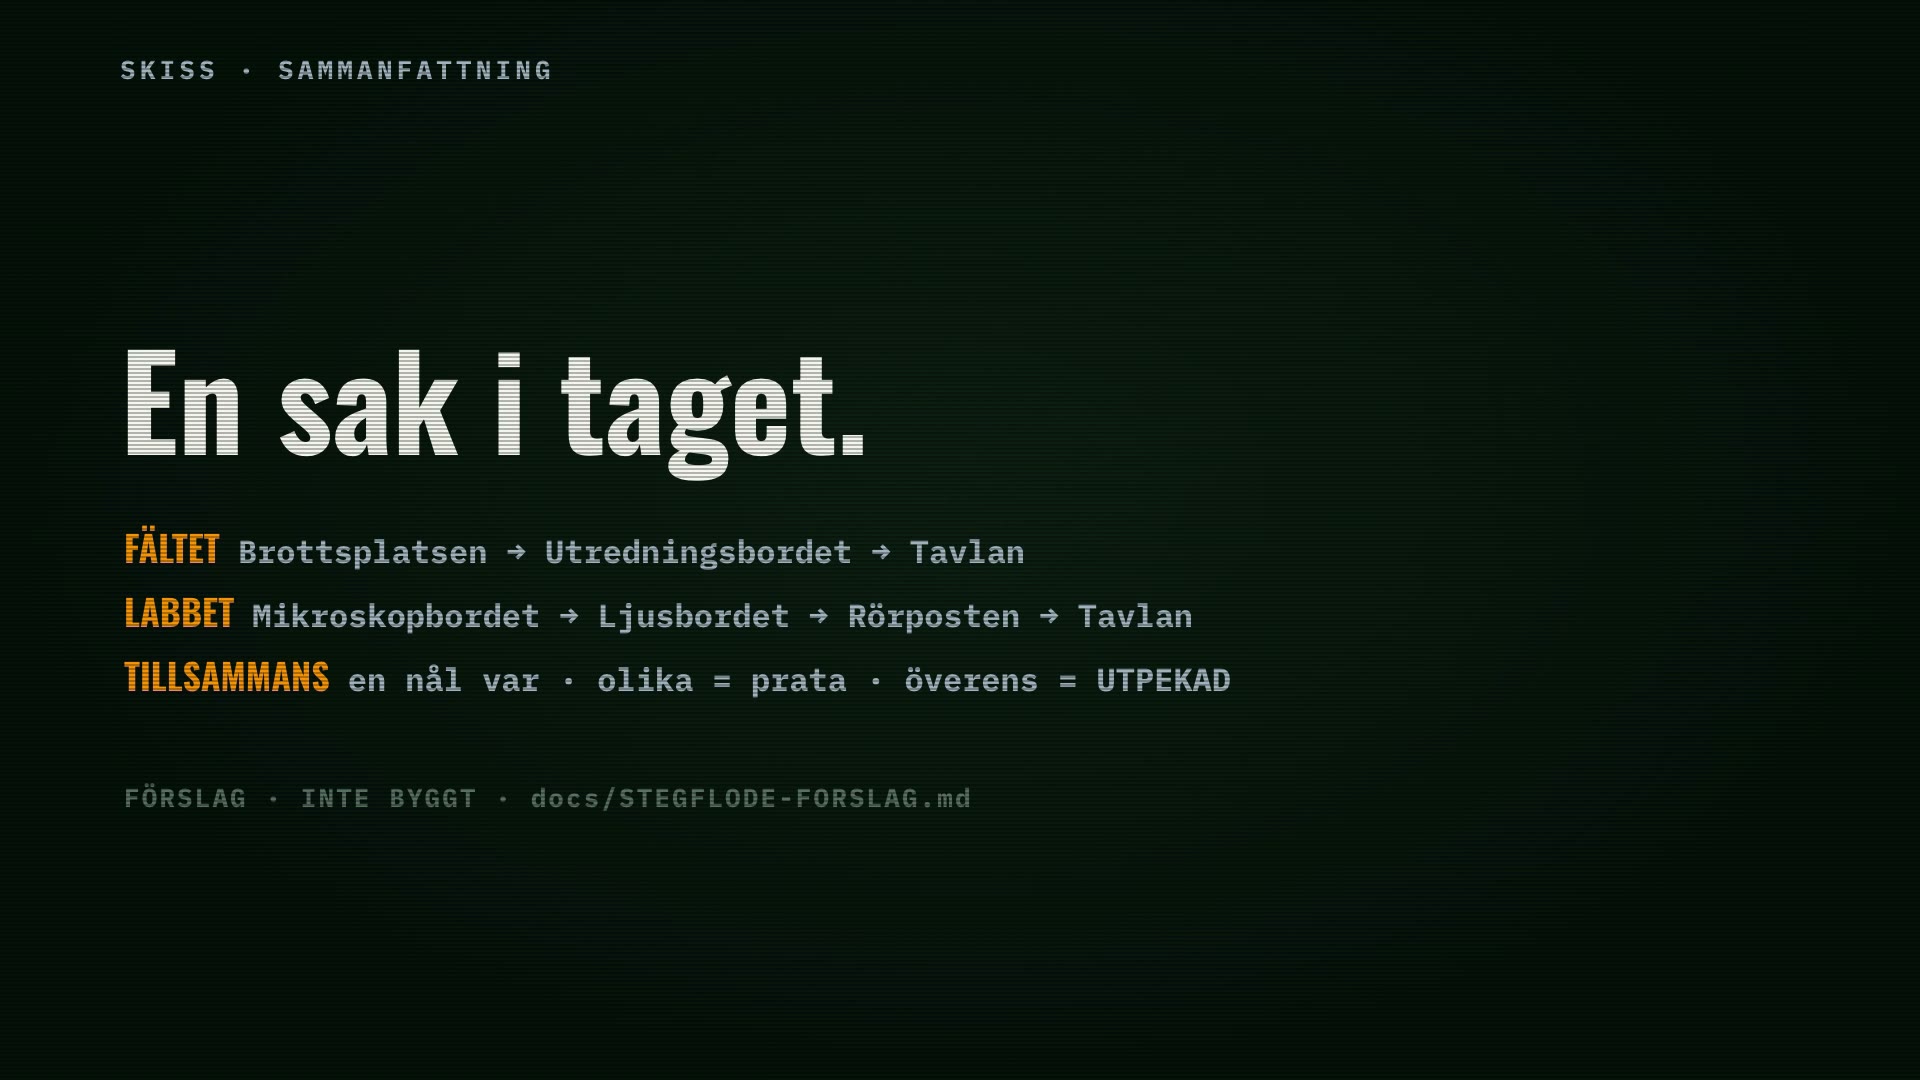 SKISS · SAMMANFATTNING
En sak i taget.
FÄLTET Brottsplatsen → Utredningsbordet → Tavlan
LABBET Mikroskopbordet → Ljusbordet → Rörposten → Tavlan
TILLSAMMANS en nål var · olika = prata · överens = UTPEKAD
FÖRSLAG · INTE BYGGT · docs/STEGFLODE-FORSLAG.md